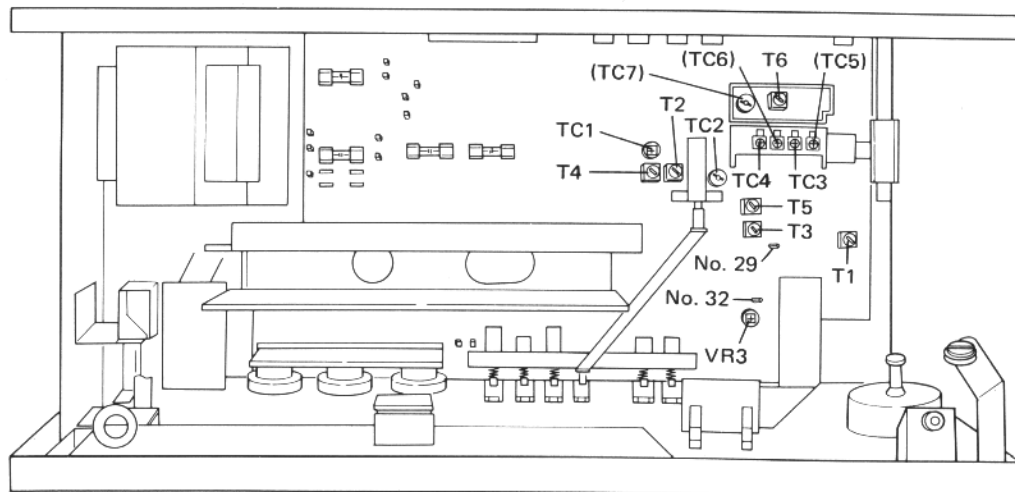 (TC6) T6 (TC5)
(TC7)
T2
TC1 TC2
T4 TC4 TC3
T5
T3
No. 29 T1
No. 32
VR3